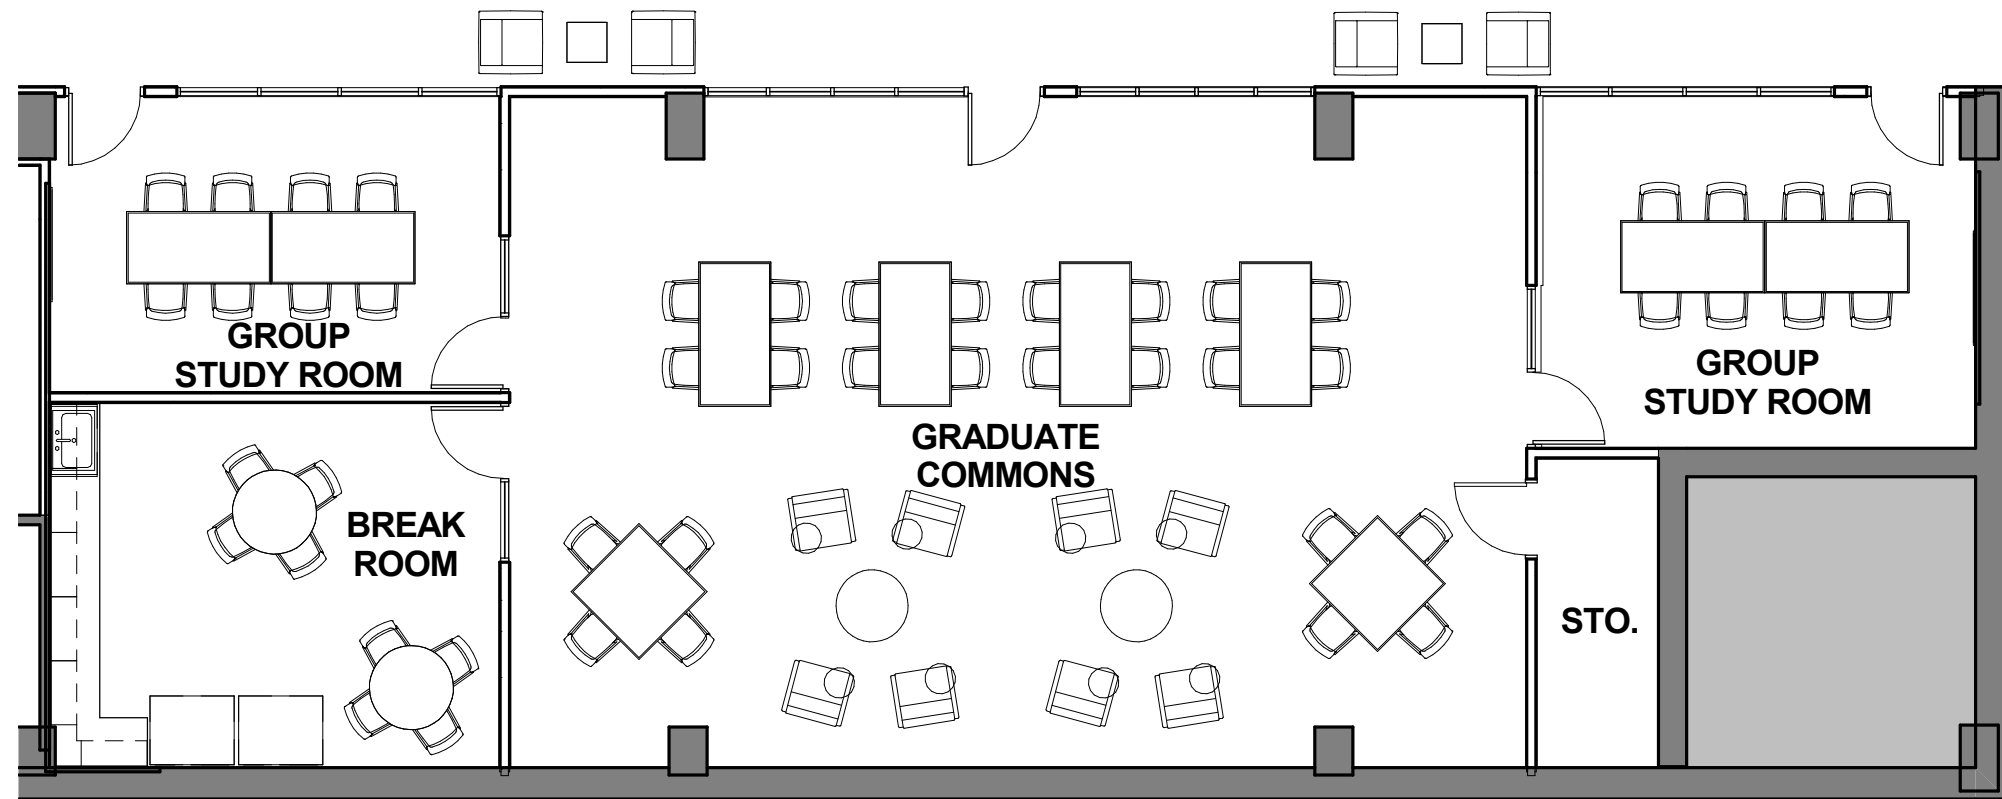 GROUP
STUDY ROOM
GROUP
STUDY ROOM
GRADUATE
COMMONS
BREAK
ROOM
STO.